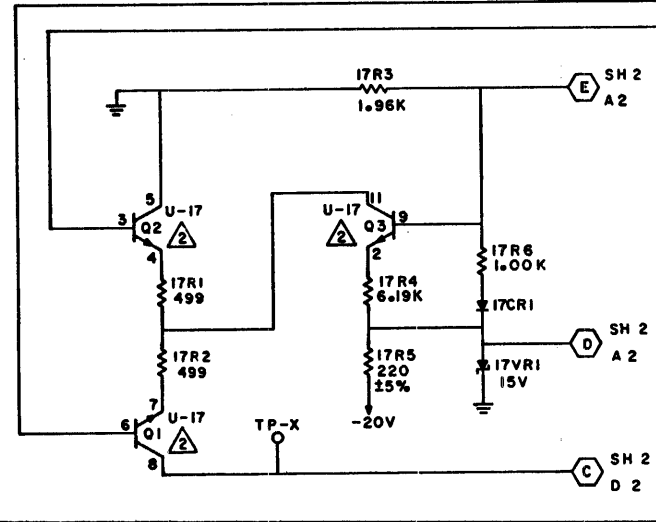 17R3
1.96K
E
SH 2
A 2
5
3
U-17
Q2
2
4
11
U-17
Q3
9
2
2
17R1
499
17R4
6.19K
17R6
1.00K
17CR1
17R2
499
17R5
220
±5%
-20V
D
SH 2
A 2
17VR1
15V
7
6
U-17
Q1
2
8
TP-X
C
SH 2
D 2